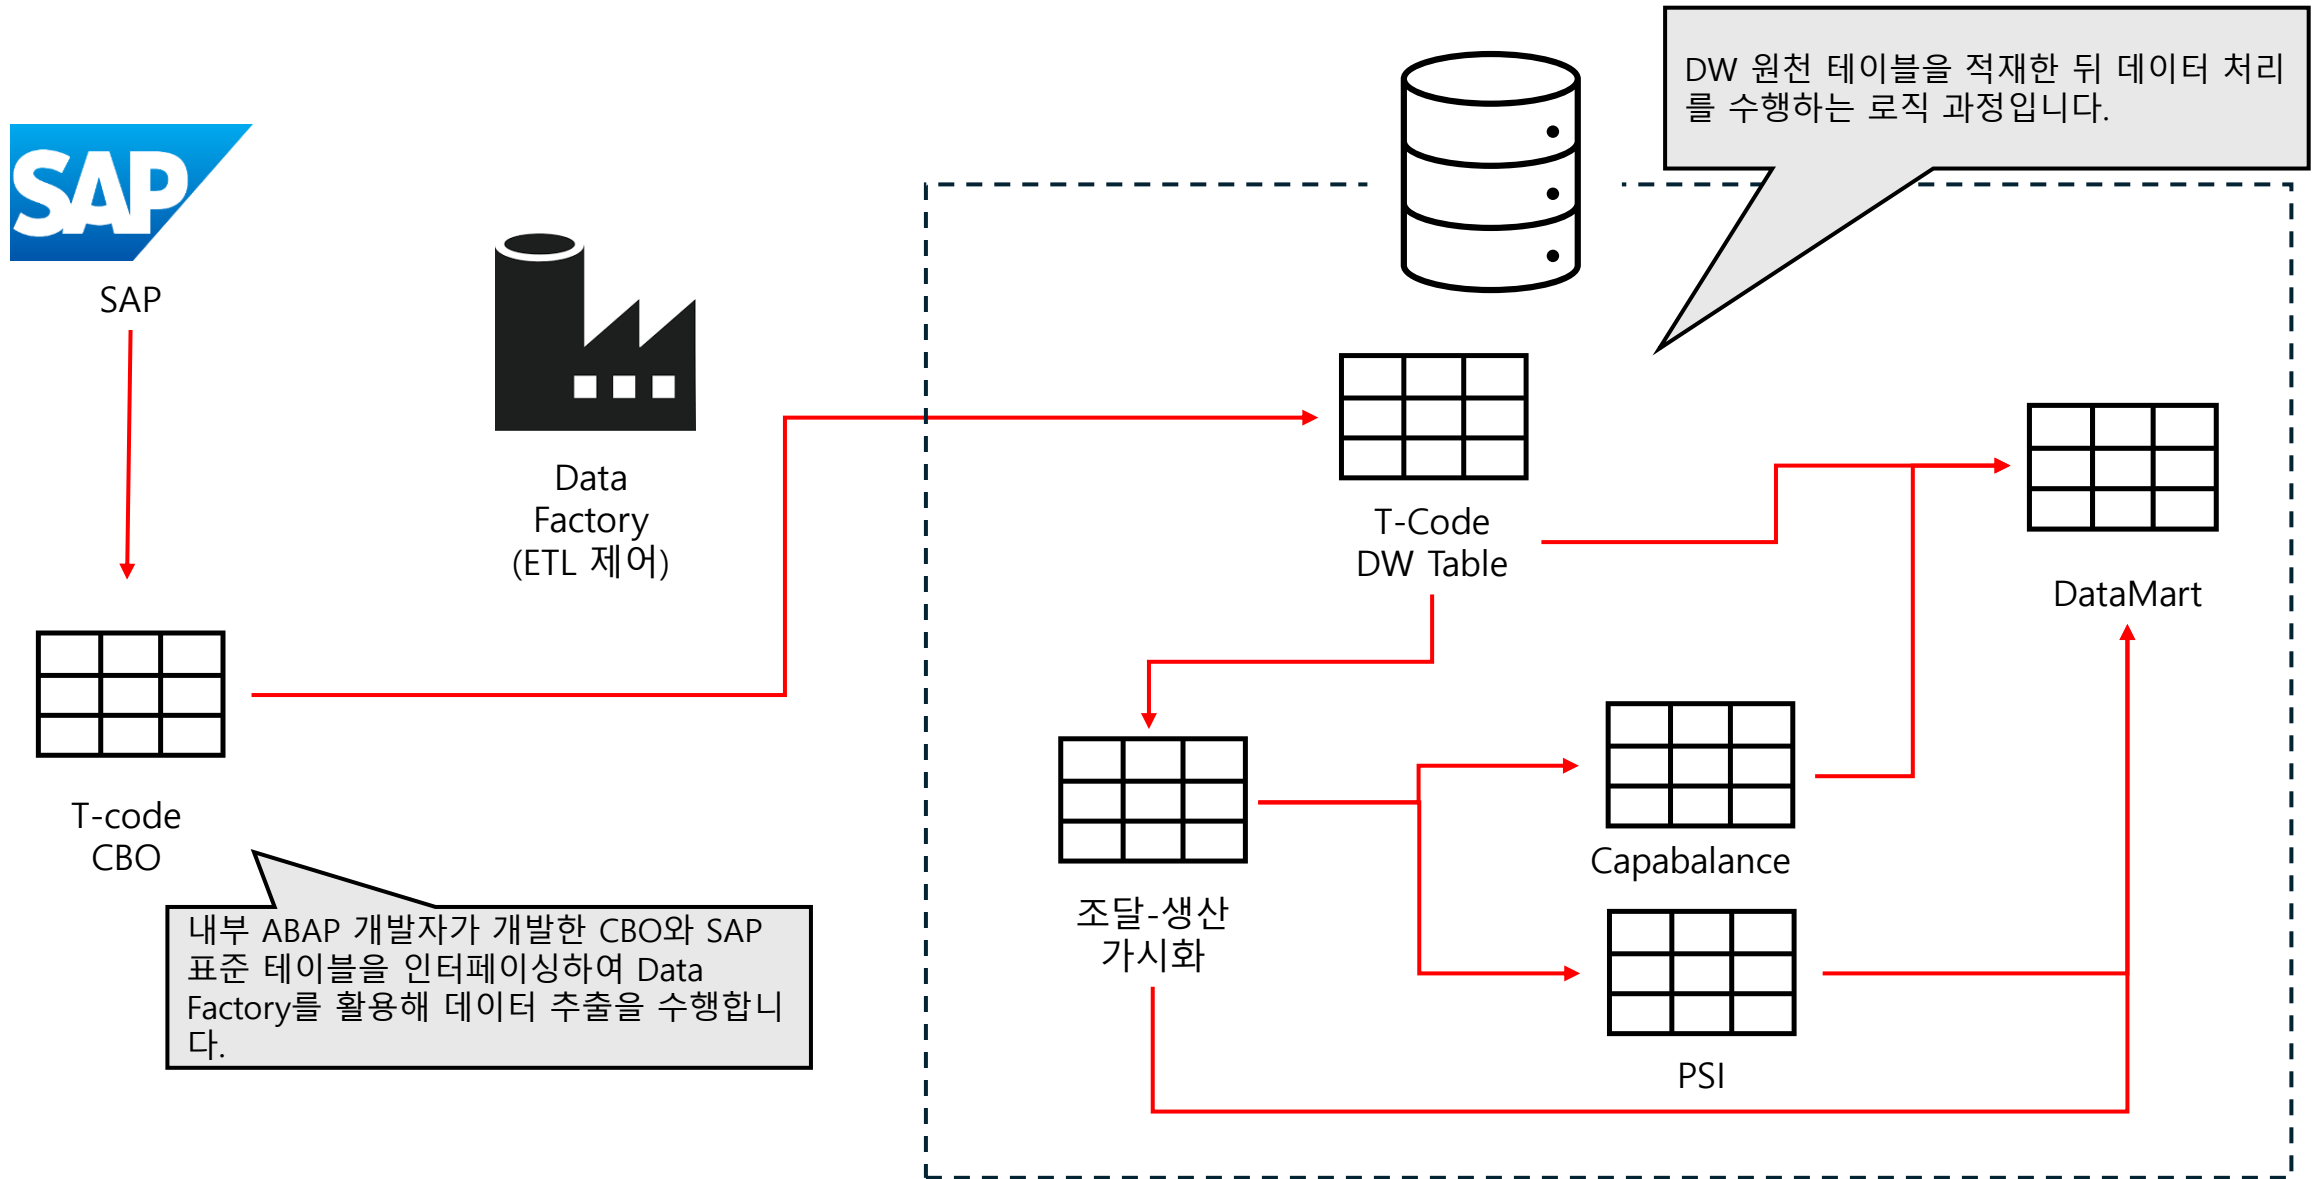 DW 원천 테이블을 적재한 뒤 데이터 처리
를 수행하는 로직 과정입니다.
SAP
SAP
Data
Factory
(ETL 제어)
T-Code
DW Table
DataMart
T-code
CBO
내부 ABAP 개발자가 개발한 CBO와 SAP
표준 테이블을 인터페이싱하여 Data
Factory를 활용해 데이터 추출을 수행합니
다.
조달-생산
가시화
Capabalance
PSI